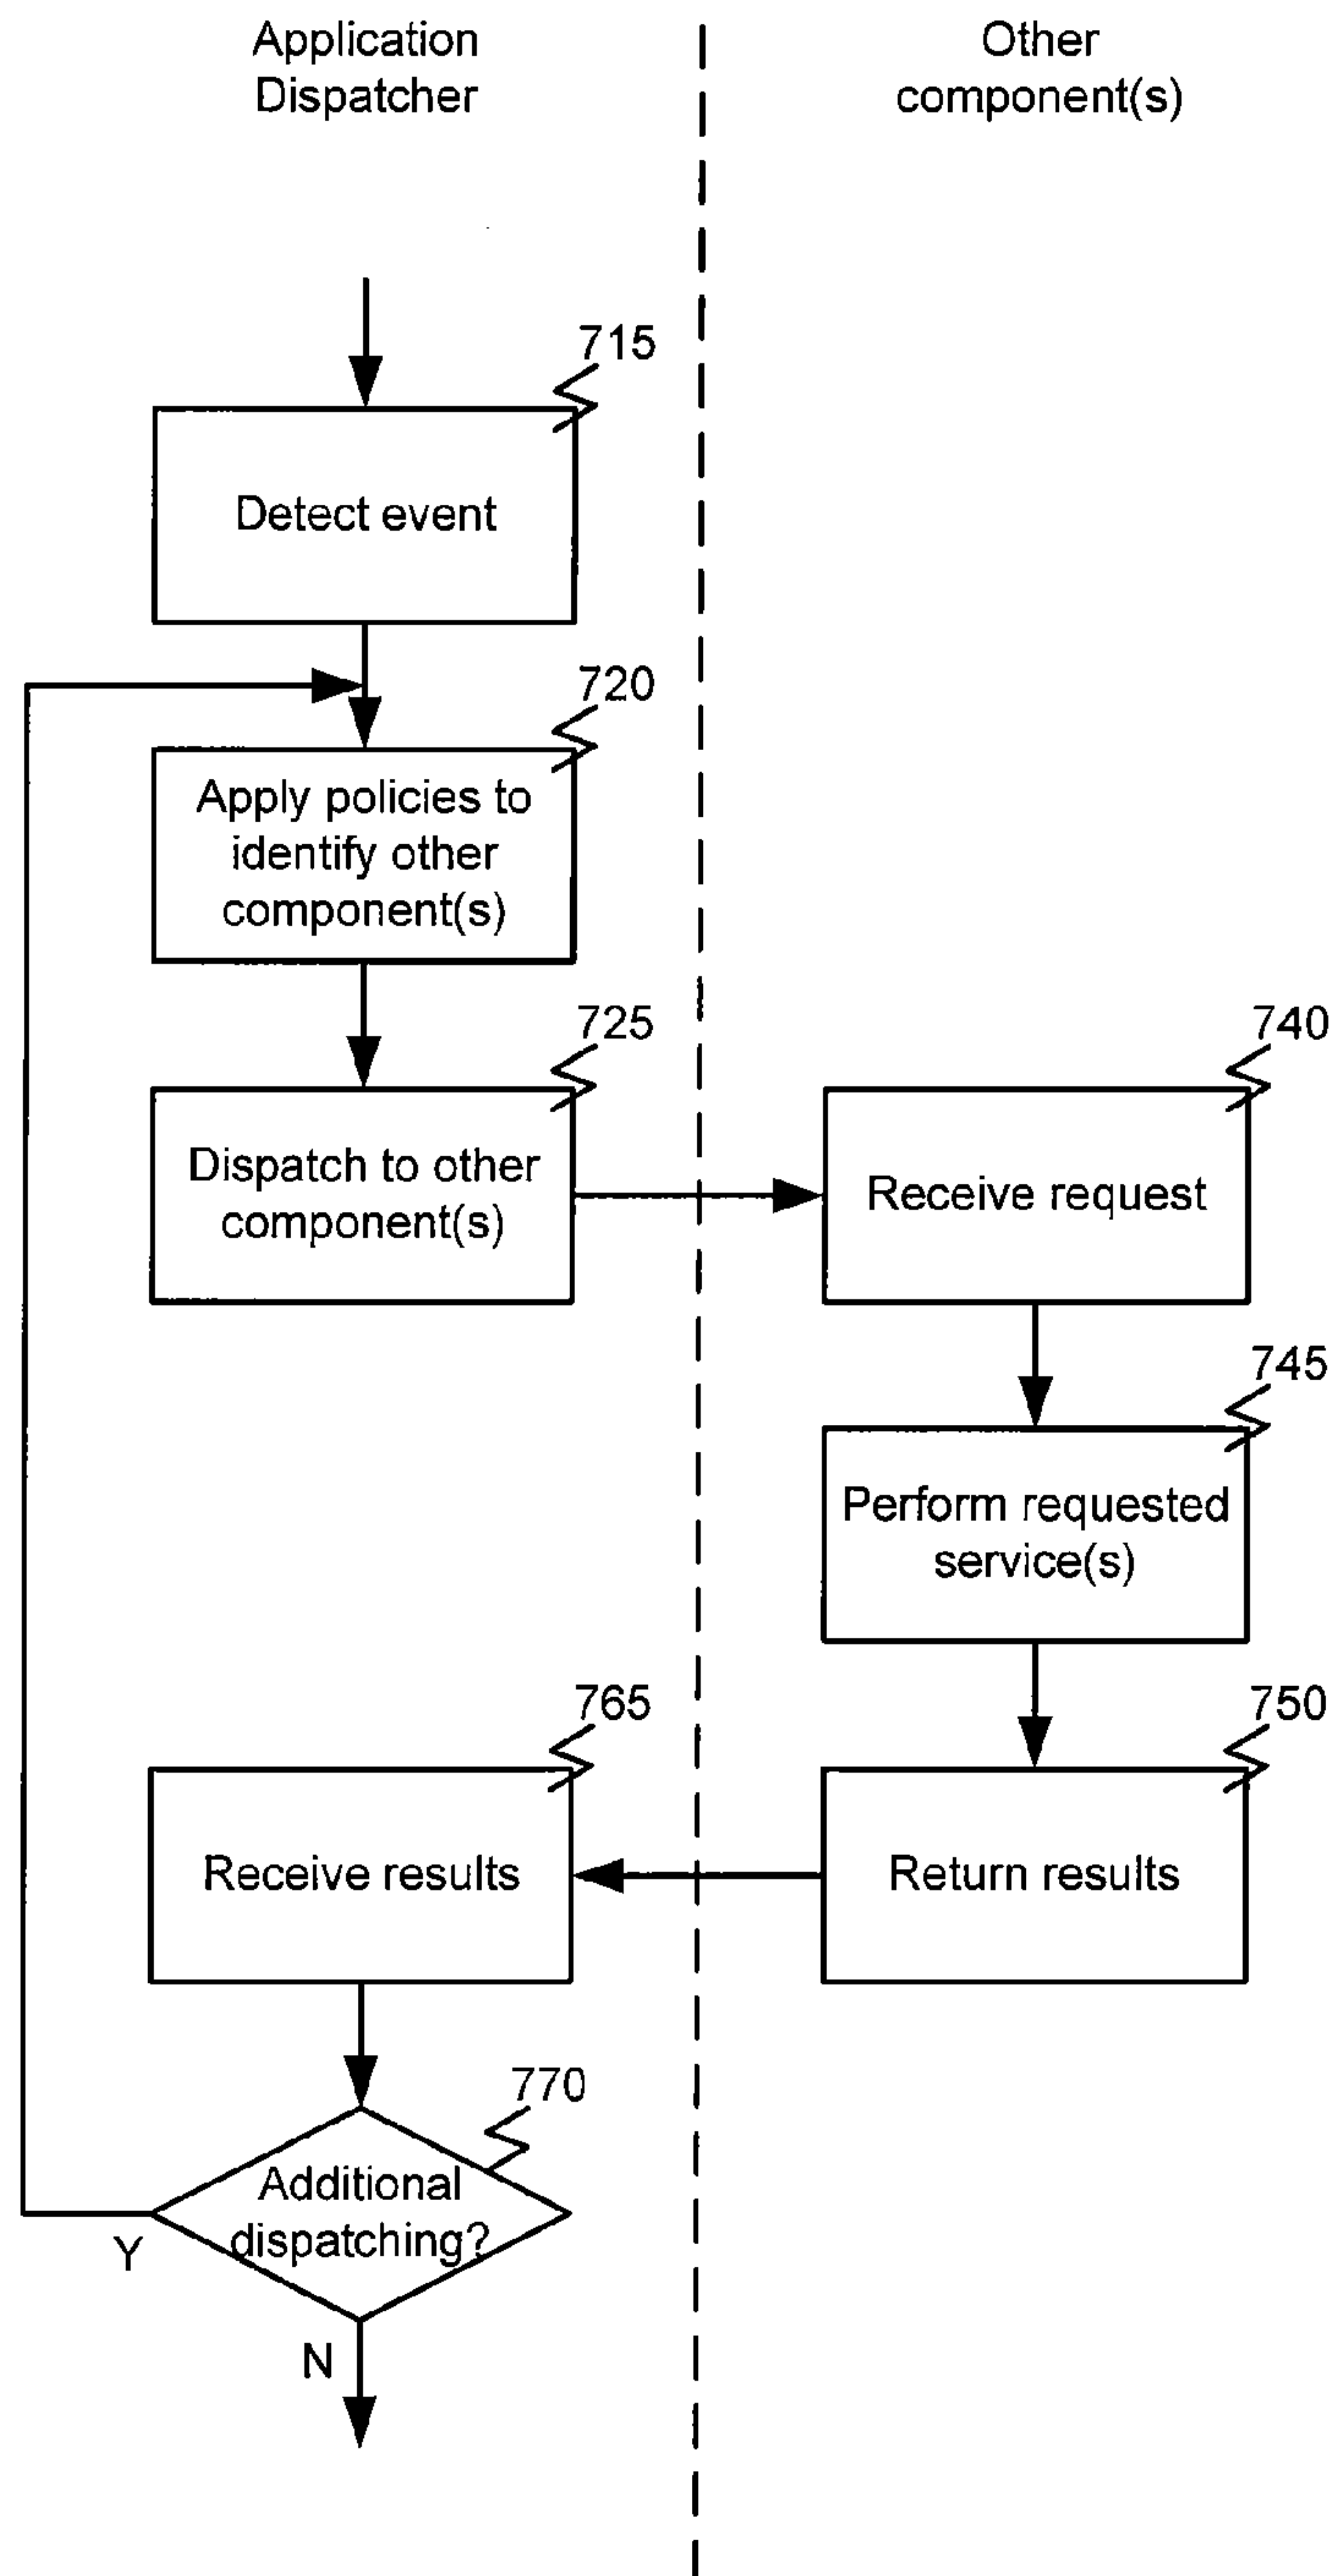 Application
Dispatcher
Other
component(s)
715
Detect event
720
Apply policies to
identify other
component(s)
725
Dispatch to other
component(s)
740
Receive request
745
Perform requested
service(s)
765
Receive results
750
Return results
770
Additional
dispatching?
Y
N